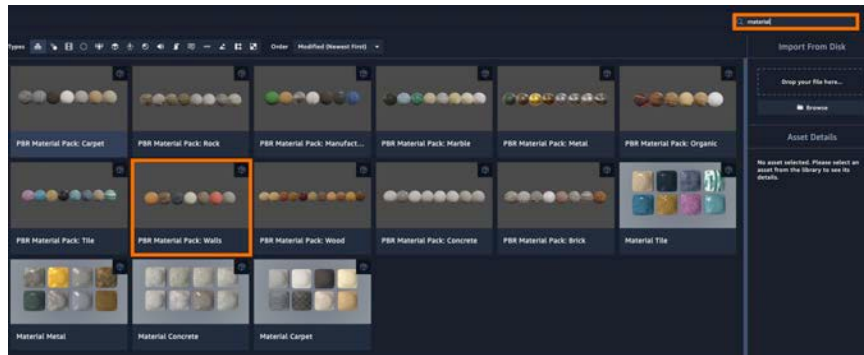 material
Types
Order Modified (Newest First)
Import From Disk
Drop your file here...
Browse
Asset Details
No asset selected. Please select an
asset from the library to see its
details.
PBR Material Pack: Carpet
PBR Material Pack: Rock
PBR Material Pack: Manufact...
PBR Material Pack: Marble
PBR Material Pack: Metal
PBR Material Pack: Organic
PBR Material Pack: Tile
PBR Material Pack: Walls
PBR Material Pack: Wood
PBR Material Pack: Concrete
PBR Material Pack: Brick
Material Tile
Material Metal
Material Concrete
Material Carpet